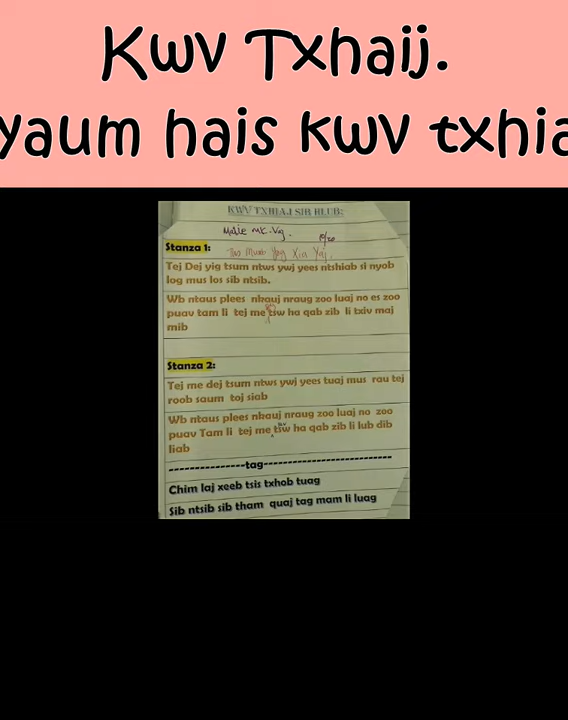 Kwv Txhaij.
yaum hais kwv txhia
KWV TXHIAJ SIB HLUB:
Stanza 1:
Tej Dej yig tsum ntws ywj yees ntshiab si nyob
log mus los sib ntsib.
Wb ntaus plees nkauj nraug zoo luaj no es zoo
puav tam li tej me tsw ha qab zib li txiv maj
mib
Stanza 2:
Tej me dej tsum ntws ywj yees tuaj mus rau tej
roob saum toj siab
Wb ntaus plees nkauj nraug zoo luaj no zoo
puav Tam li tej me tsw ha qab zib li lub dib
liab
---------------tag-------------------------
Chim laj xeeb tsis txhob tuag
Sib ntsib sib tham quaj tag mam li luag